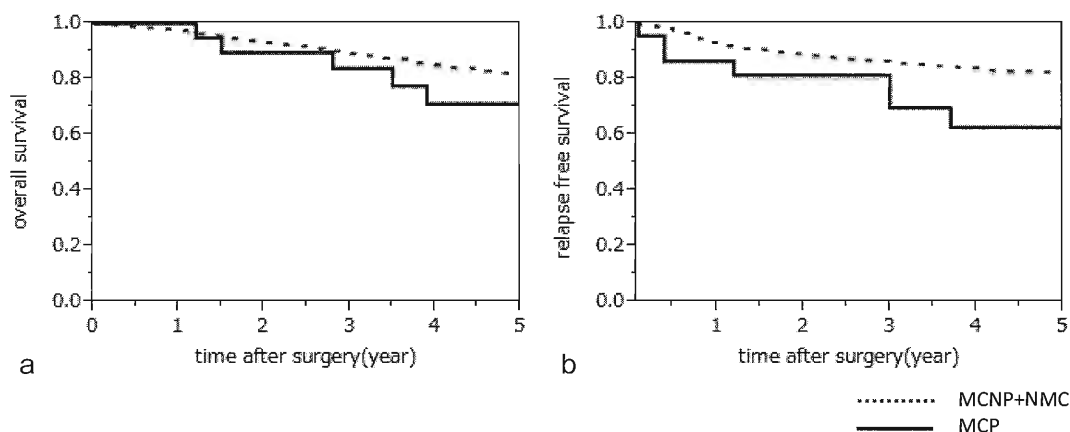 1.0
0.8
0.6
0.4
0.2
0.0
overall survival
0 1 2 3 4 5
time after surgery(year)
a
1.0
0.8
0.6
0.4
0.2
0.0
relapse free survival
1 2 3 4 5
time after surgery(year)
b
MCNP+NMC
MCP